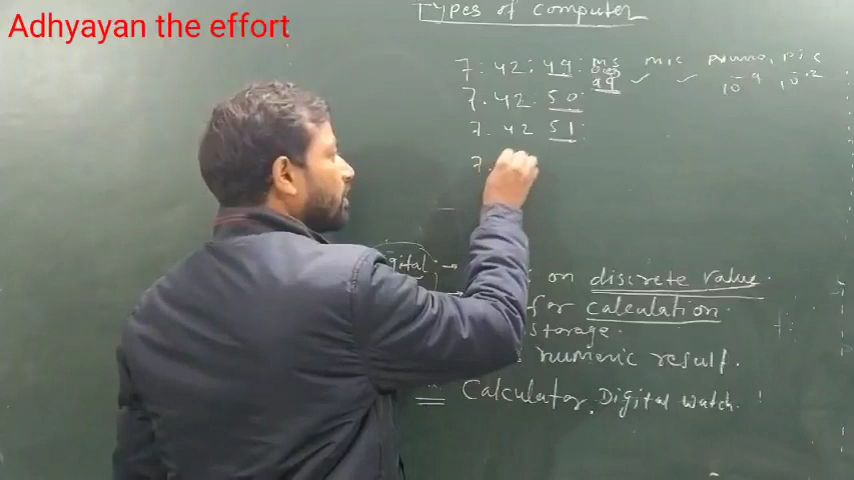 Adhyayan the effort
Types of computer
7:42:49: ms mic nano, pic
99 10⁻⁹, 10⁻¹²
7.42.50
7.42 51
7.
gital → on discrete value.
for calculation
storage.
numeric result.
Calculator. Digital watch.